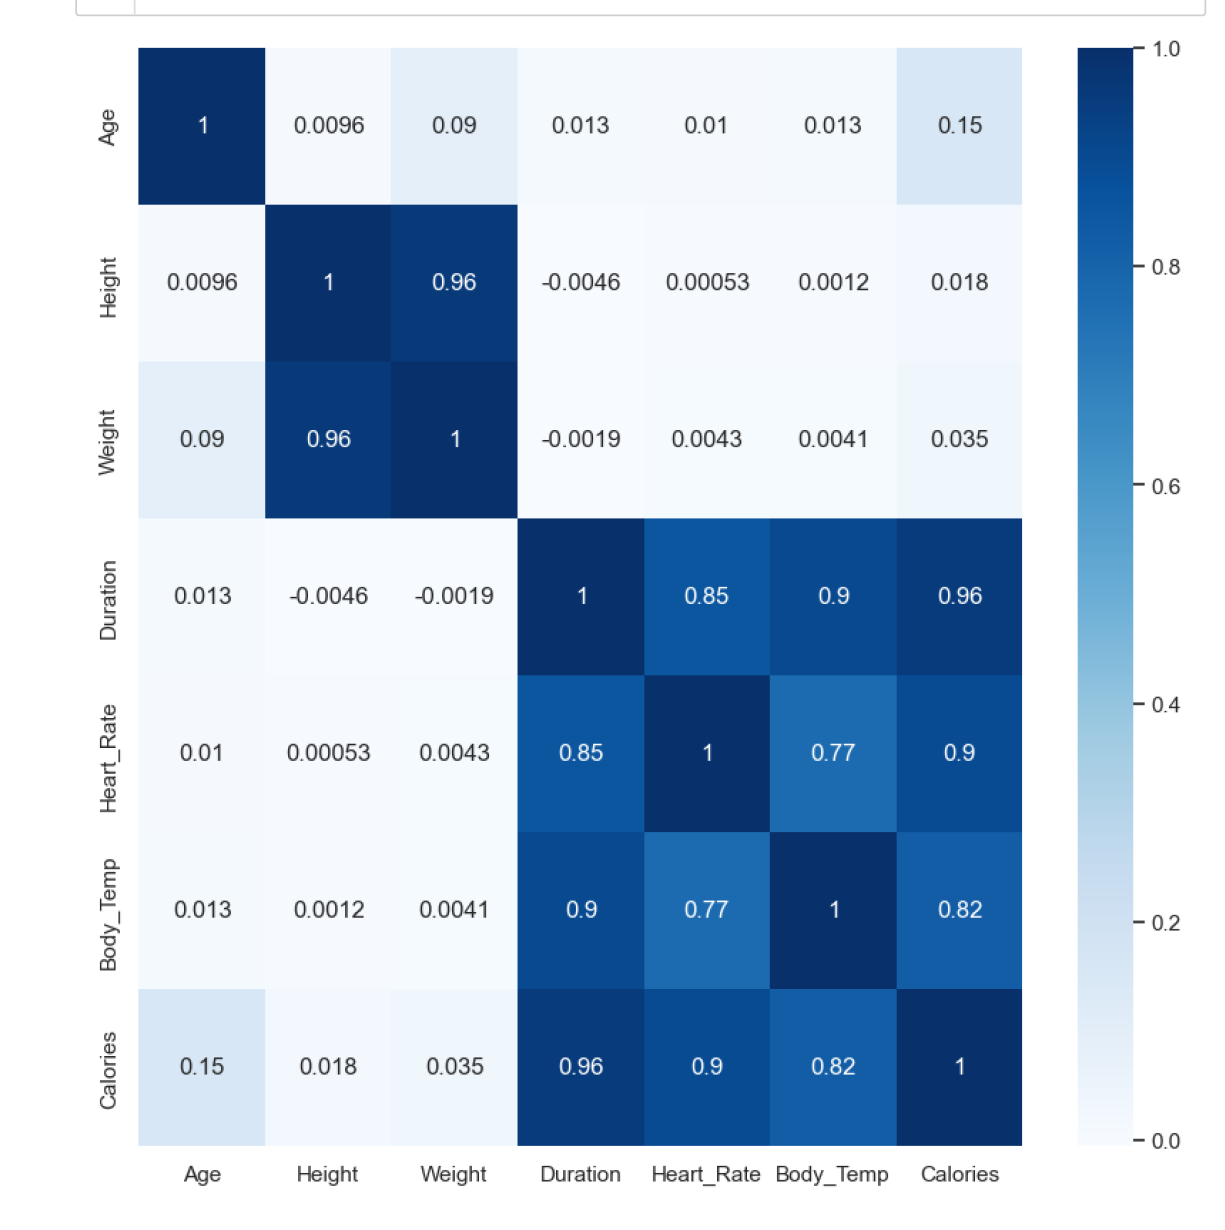 1.0
Age 1 0.0096 0.09 0.013 0.01 0.013 0.15
Height 0.0096 1 0.96 -0.0046 0.00053 0.0012 0.018
0.8
Weight 0.09 0.96 1 -0.0019 0.0043 0.0041 0.035
0.6
Duration 0.013 -0.0046 -0.0019 1 0.85 0.9 0.96
0.4
Heart_Rate 0.01 0.00053 0.0043 0.85 1 0.77 0.9
Body_Temp 0.013 0.0012 0.0041 0.9 0.77 1 0.82
0.2
Calories 0.15 0.018 0.035 0.96 0.9 0.82 1
0.0
Age Height Weight Duration Heart_Rate Body_Temp Calories